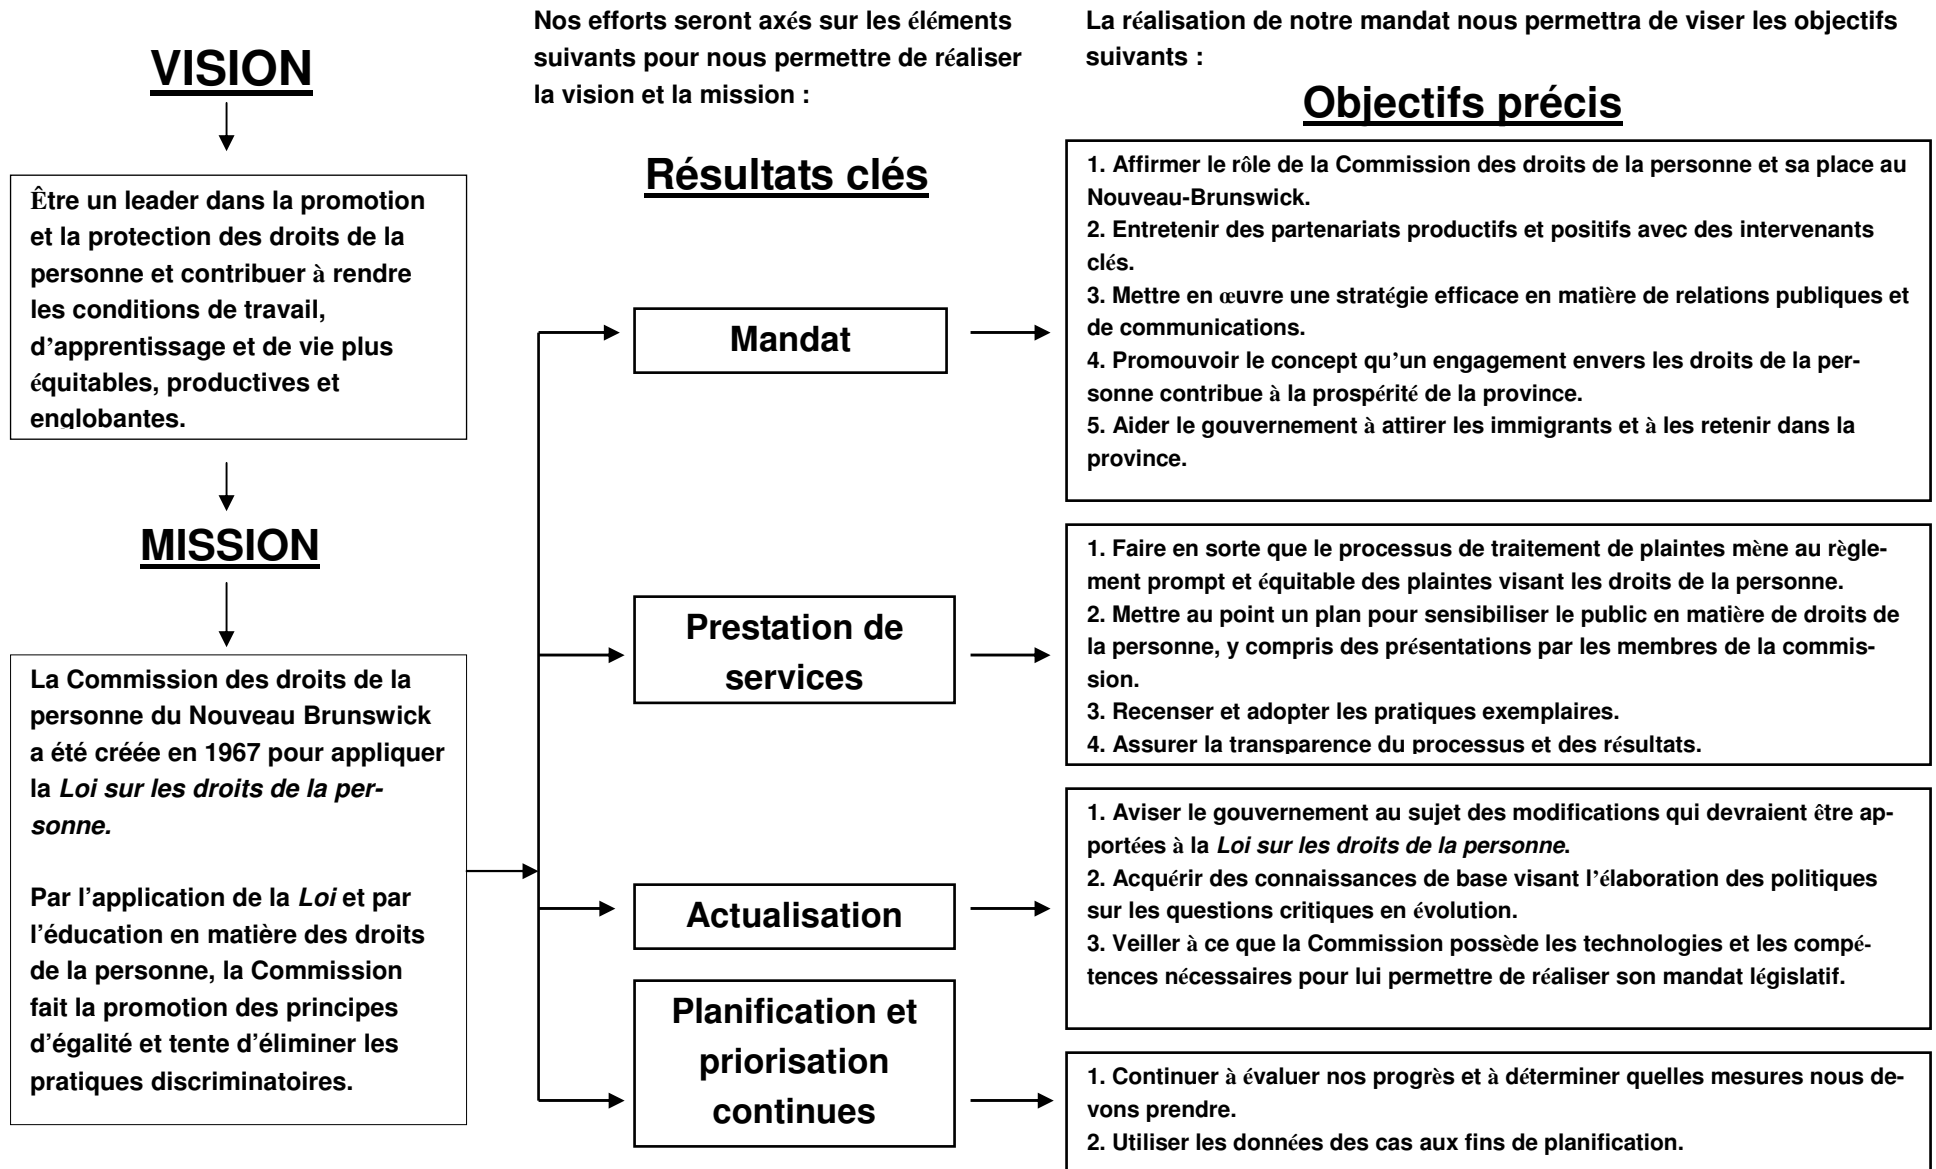 VISION
Être un leader dans la promotion
et la protection des droits de la
personne et contribuer à rendre
les conditions de travail,
d'apprentissage et de vie plus
équitables, productives et
englobantes.
MISSION
La Commission des droits de la
personne du Nouveau Brunswick
a été créée en 1967 pour appliquer
la Loi sur les droits de la per-
sonne.
Par l'application de la Loi et par
l'éducation en matière des droits
de la personne, la Commission
fait la promotion des principes
d'égalité et tente d'éliminer les
pratiques discriminatoires.
Nos efforts seront axés sur les éléments
suivants pour nous permettre de réaliser
la vision et la mission :
Résultats clés
Mandat
Prestation de
services
Actualisation
Planification et
priorisation
continues
La réalisation de notre mandat nous permettra de viser les objectifs
suivants :
Objectifs précis
1. Affirmer le rôle de la Commission des droits de la personne et sa place au
Nouveau-Brunswick.
2. Entretenir des partenariats productifs et positifs avec des intervenants
clés.
3. Mettre en œuvre une stratégie efficace en matière de relations publiques et
de communications.
4. Promouvoir le concept qu'un engagement envers les droits de la per-
sonne contribue à la prospérité de la province.
5. Aider le gouvernement à attirer les immigrants et à les retenir dans la
province.
1. Faire en sorte que le processus de traitement de plaintes mène au règle-
ment prompt et équitable des plaintes visant les droits de la personne.
2. Mettre au point un plan pour sensibiliser le public en matière de droits de
la personne, y compris des présentations par les membres de la commis-
sion.
3. Recenser et adopter les pratiques exemplaires.
4. Assurer la transparence du processus et des résultats.
1. Aviser le gouvernement au sujet des modifications qui devraient être ap-
portées à la Loi sur les droits de la personne.
2. Acquérir des connaissances de base visant l'élaboration des politiques
sur les questions critiques en évolution.
3. Veiller à ce que la Commission possède les technologies et les compé-
tences nécessaires pour lui permettre de réaliser son mandat législatif.
1. Continuer à évaluer nos progrès et à déterminer quelles mesures nous de-
vons prendre.
2. Utiliser les données des cas aux fins de planification.